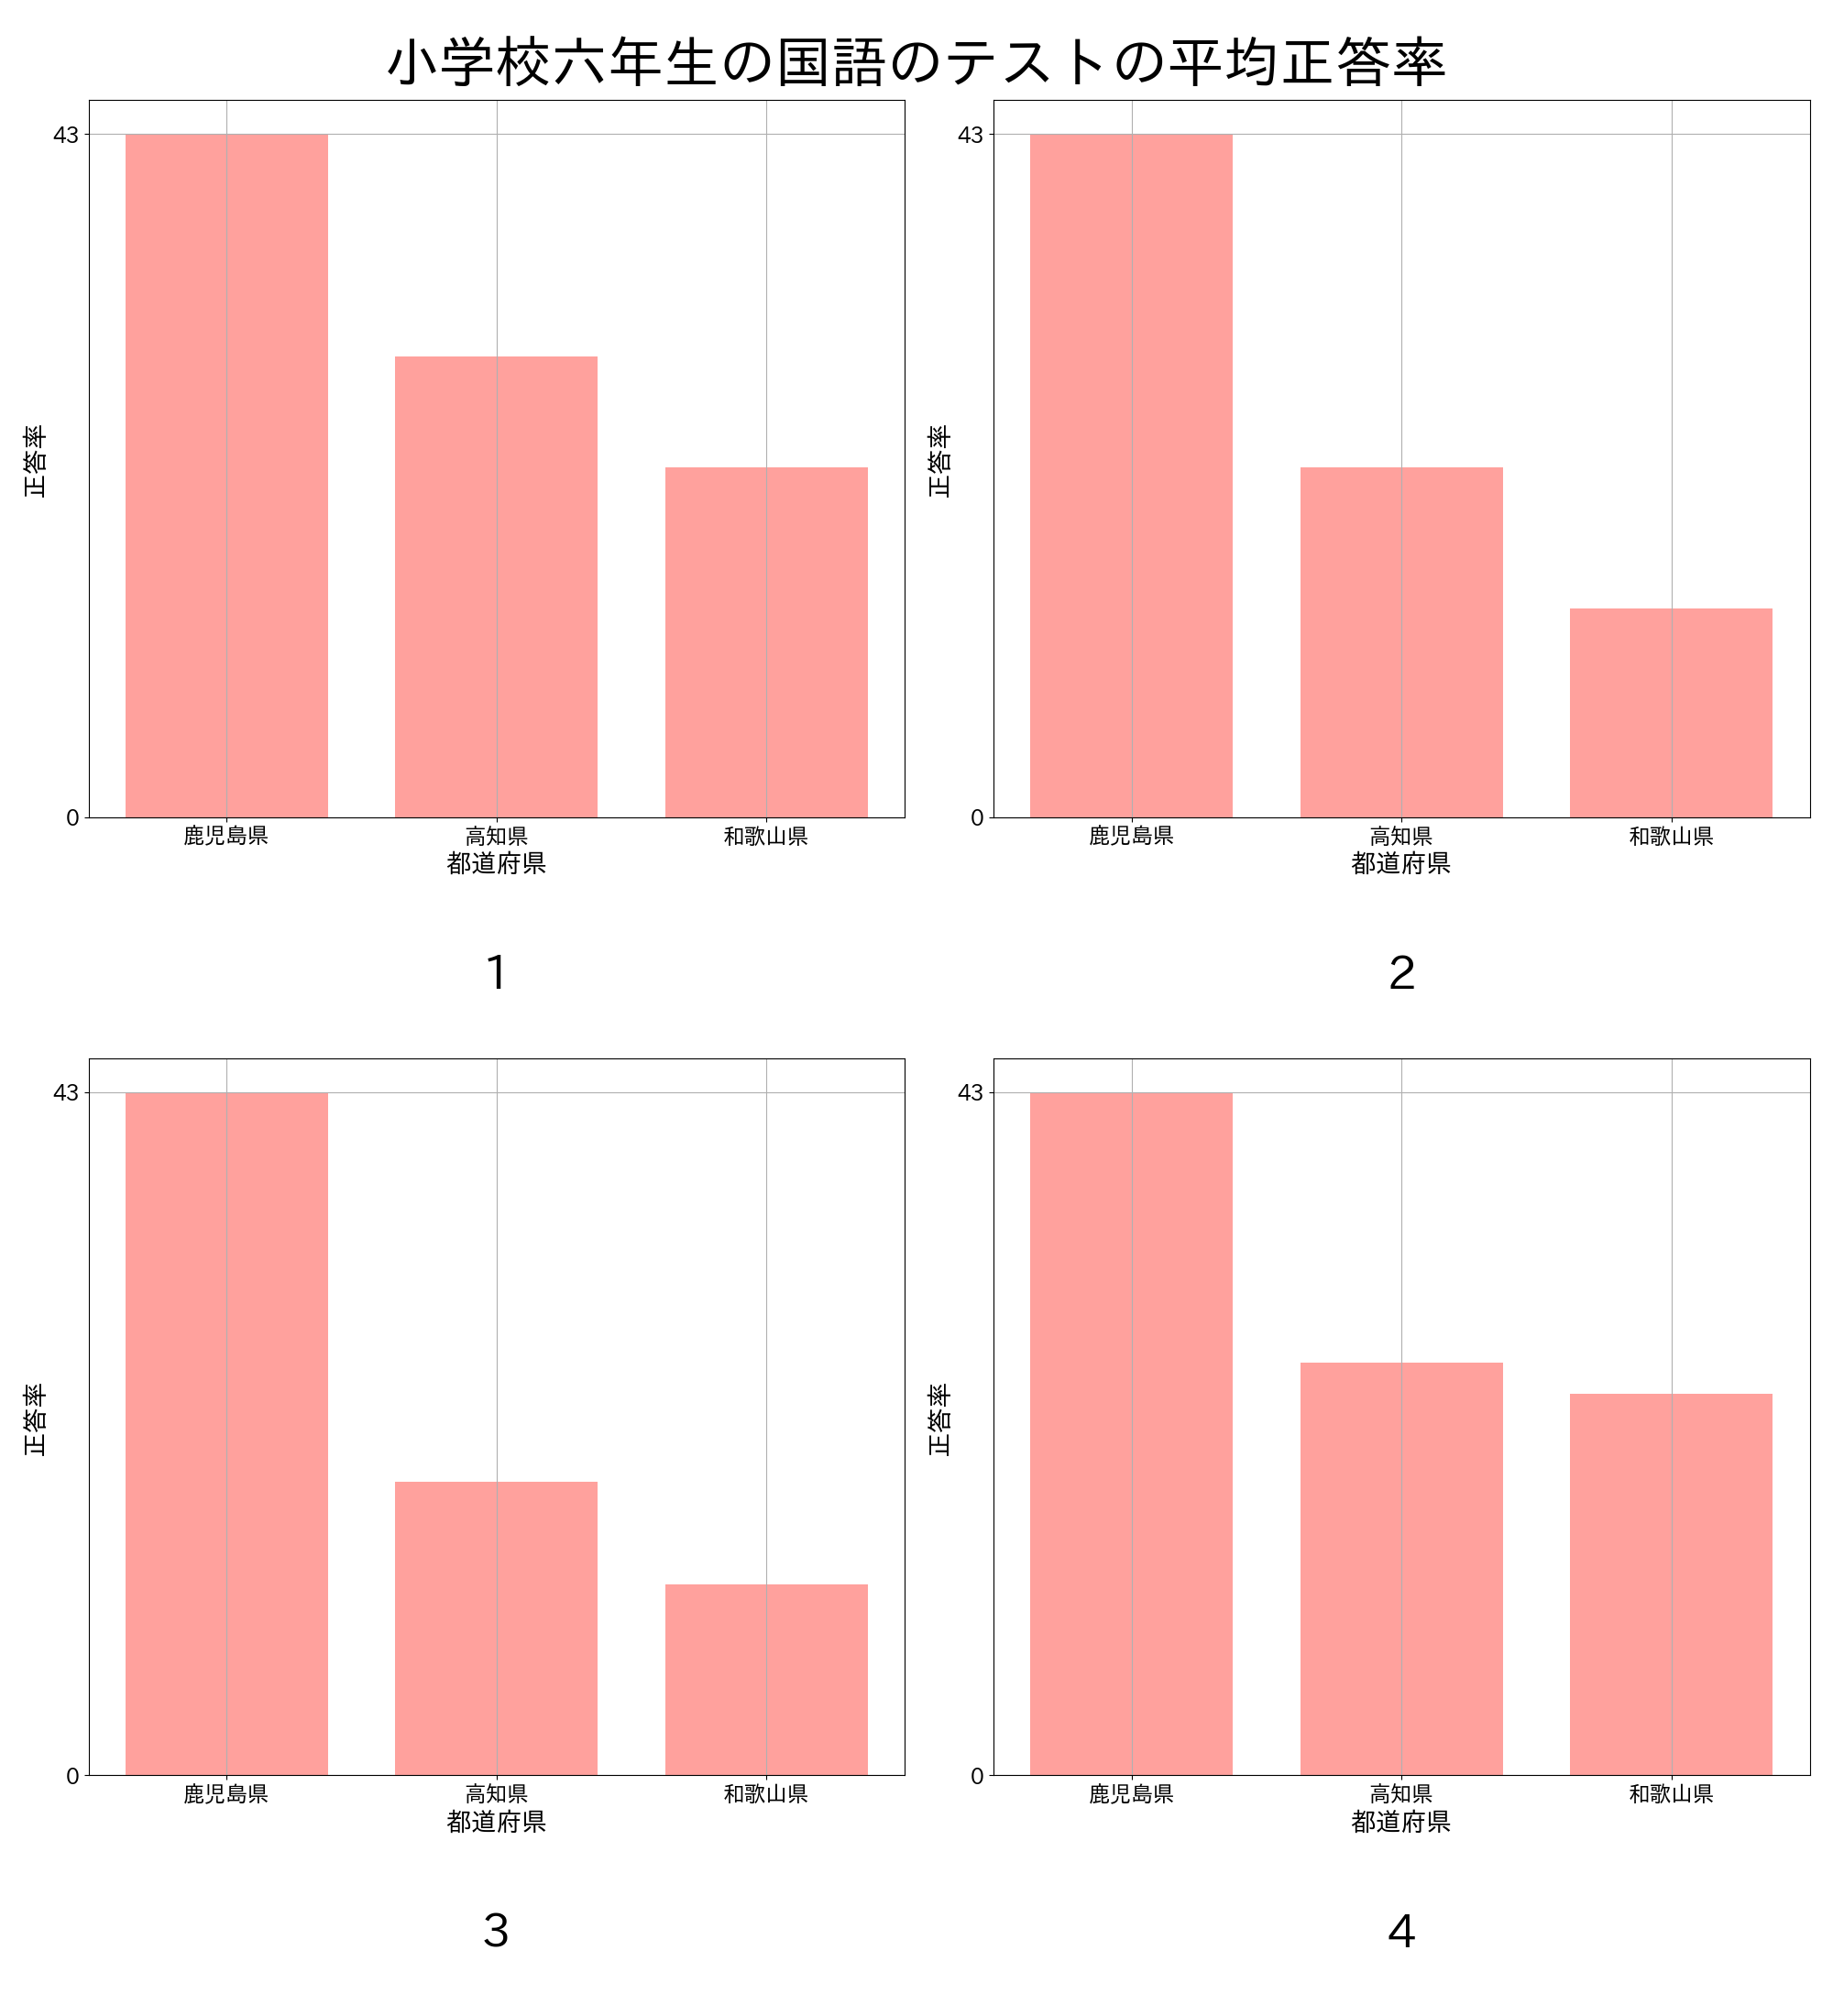 小学校六年生の国語のテストの平均正答率
43
0
正答率
鹿児島県 高知県 和歌山県
都道府県
1
43
0
正答率
鹿児島県 高知県 和歌山県
都道府県
2
43
0
正答率
鹿児島県 高知県 和歌山県
都道府県
3
43
0
正答率
鹿児島県 高知県 和歌山県
都道府県
4